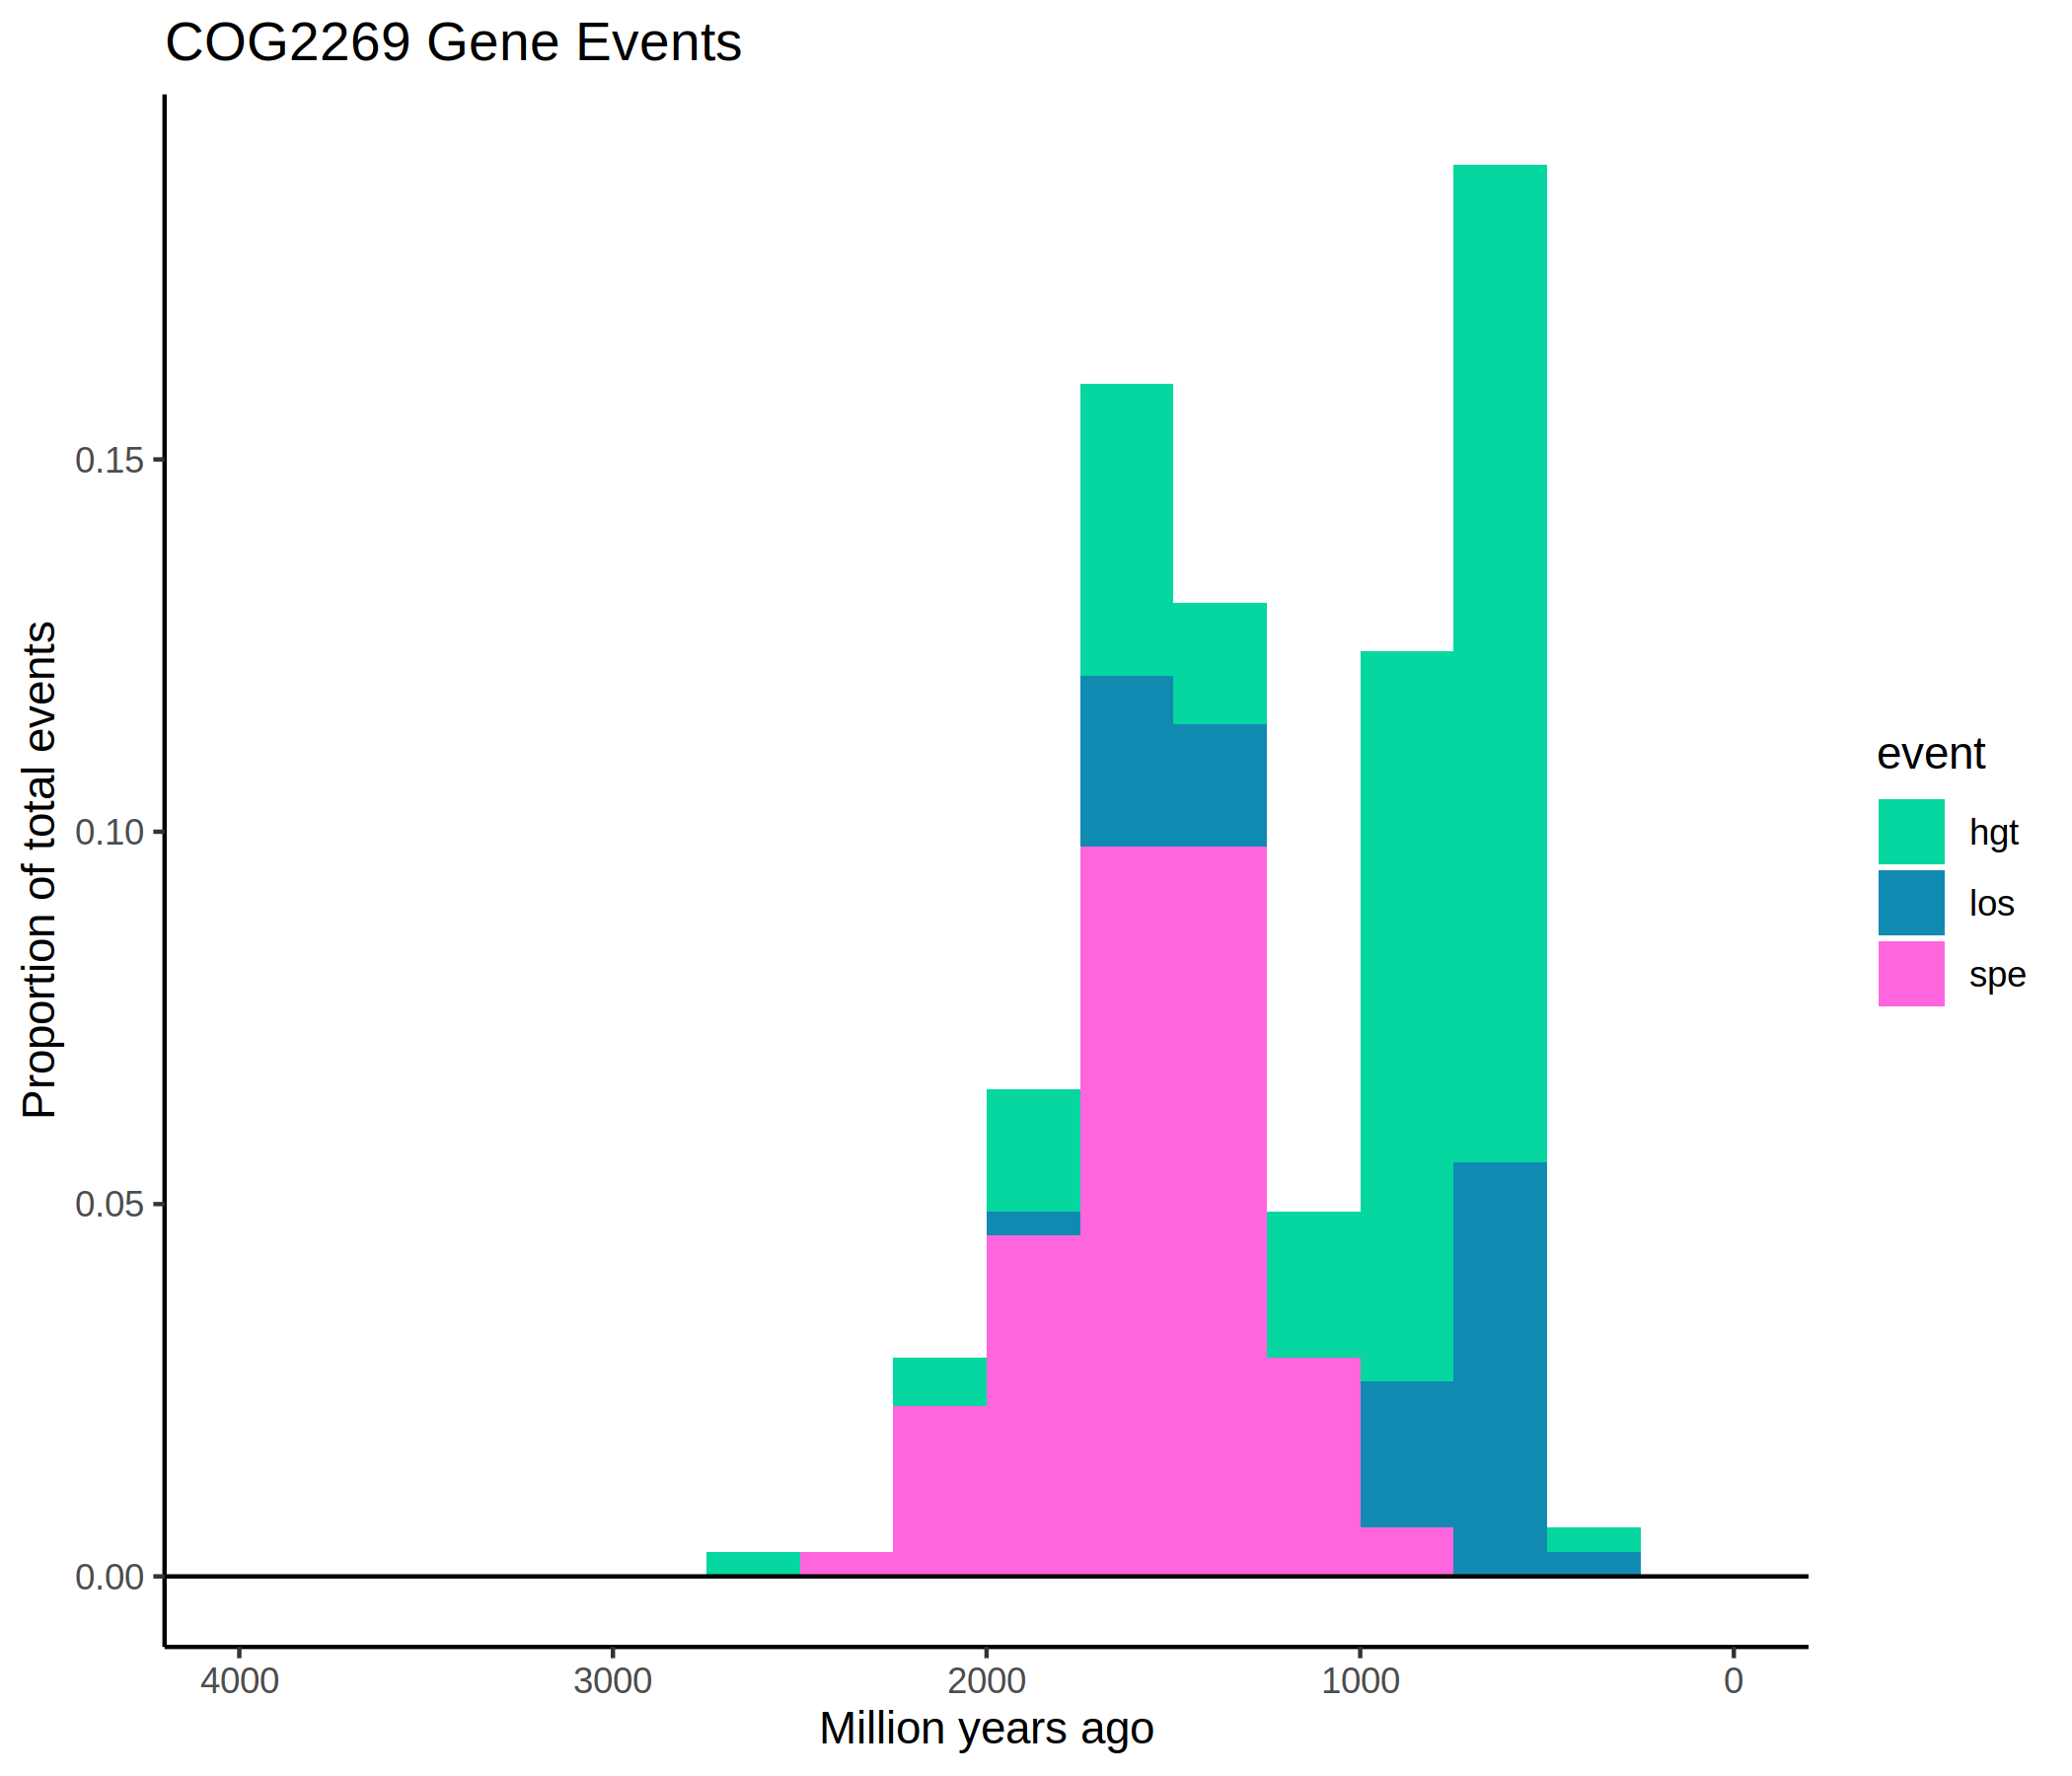 COG2269 Gene Events
Proportion of total events
0.15
0.10
0.05
0.00
4000 3000 2000 1000 0
Million years ago
event
hgt
los
spe